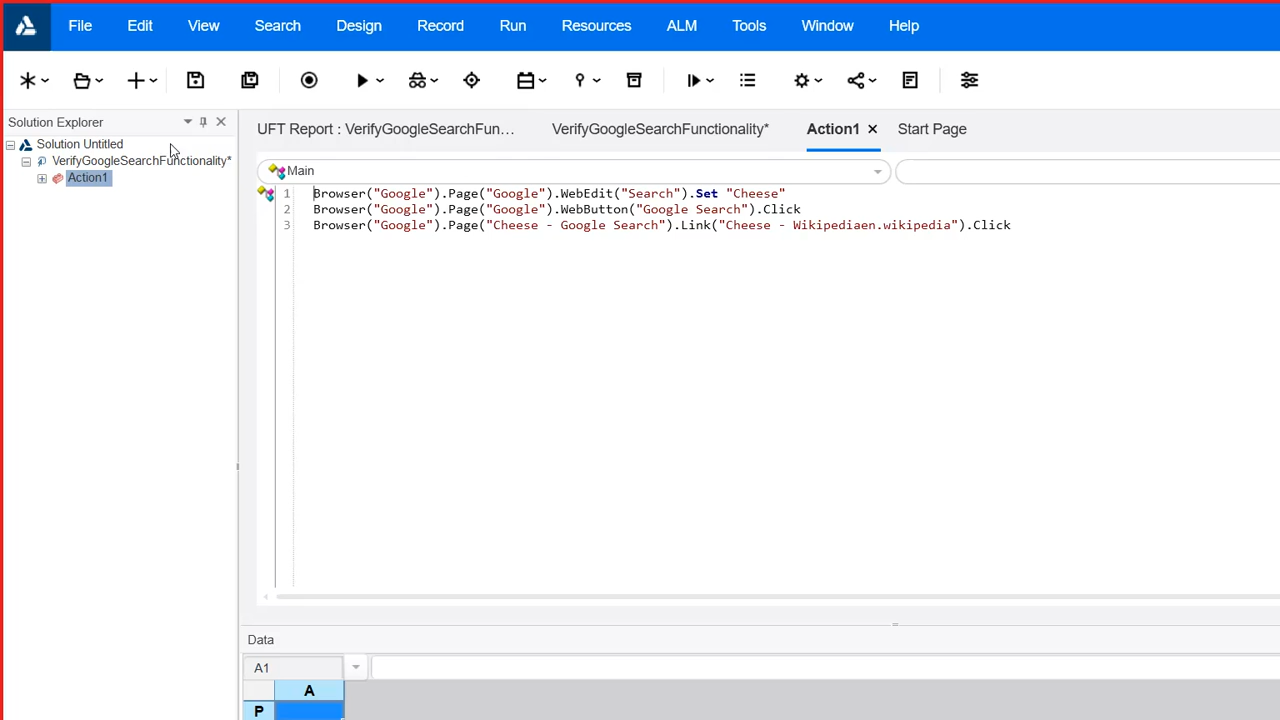 File Edit View Search Design Record Run Resources ALM Tools Window Help
Solution Explorer
Solution Untitled
VerifyGoogleSearchFunctionality*
Action1
UFT Report : VerifyGoogleSearchFun... VerifyGoogleSearchFunctionality* Action1 Start Page
Main
1 Browser("Google").Page("Google").WebEdit("Search").Set "Cheese"
2 Browser("Google").Page("Google").WebButton("Google Search").Click
3 Browser("Google").Page("Cheese - Google Search").Link("Cheese - Wikipediaen.wikipedia").Click
Data
A1
A
P